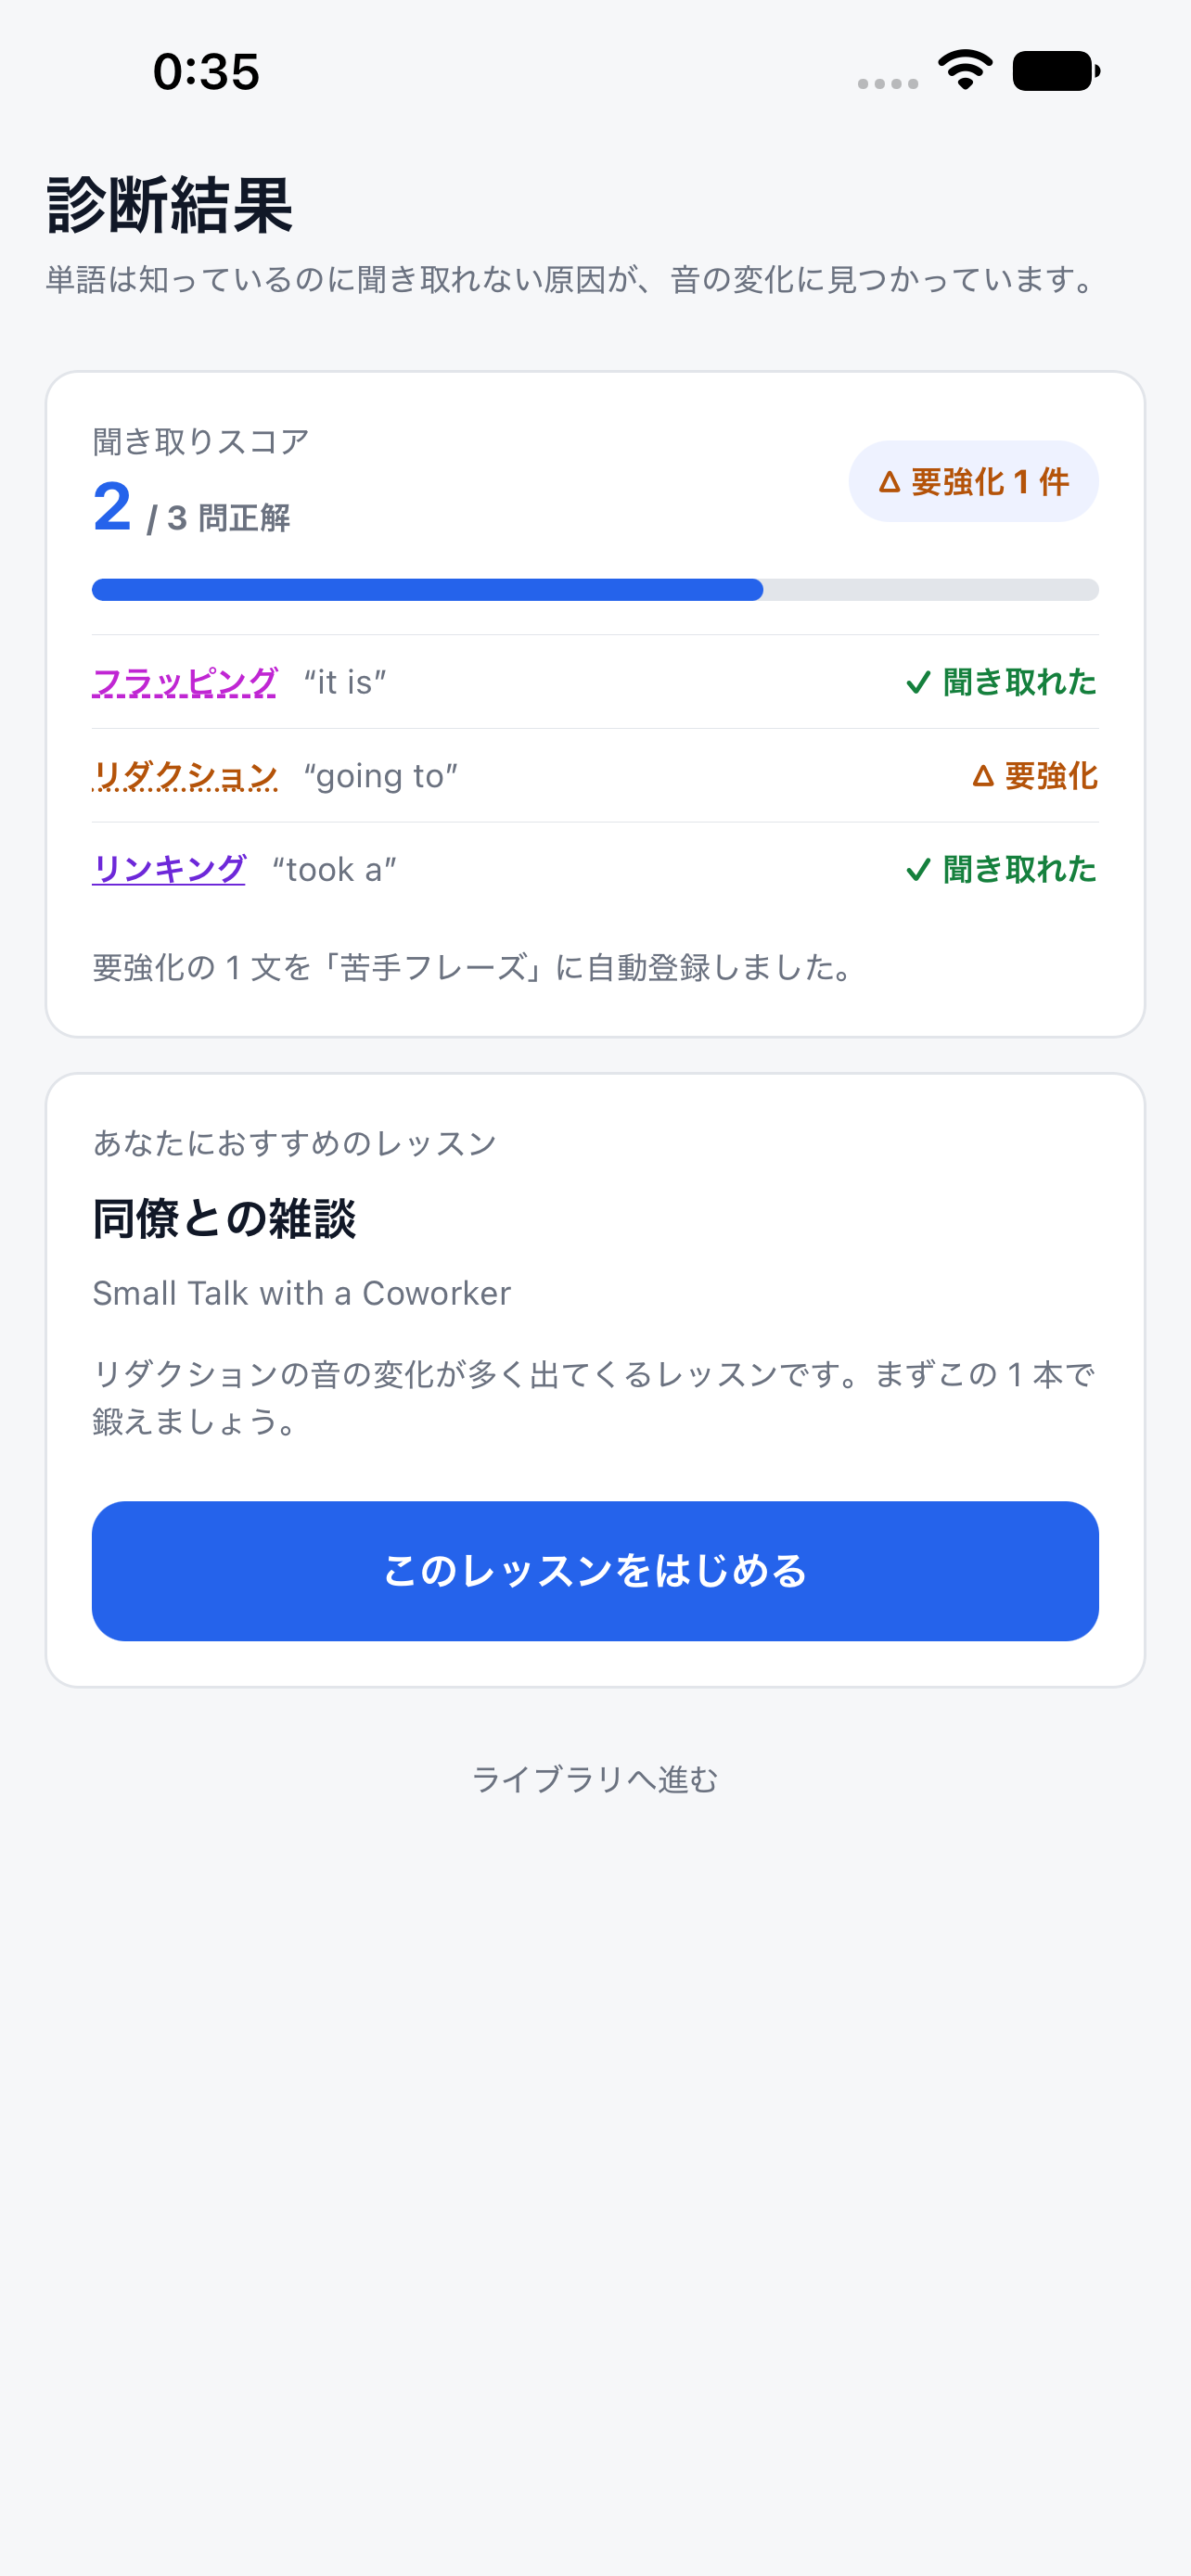 0:35
診断結果
単語は知っているのに聞き取れない原因が、音の変化に見つかっています。
聞き取りスコア
2 / 3 問正解
△ 要強化 1 件
フラッピング “it is” ✓ 聞き取れた
リダクション “going to” △ 要強化
リンキング “took a” ✓ 聞き取れた
要強化の 1 文を「苦手フレーズ」に自動登録しました。
あなたにおすすめのレッスン
同僚との雑談
Small Talk with a Coworker
リダクションの音の変化が多く出てくるレッスンです。まずこの 1 本で
鍛えましょう。
このレッスンをはじめる
ライブラリへ進む